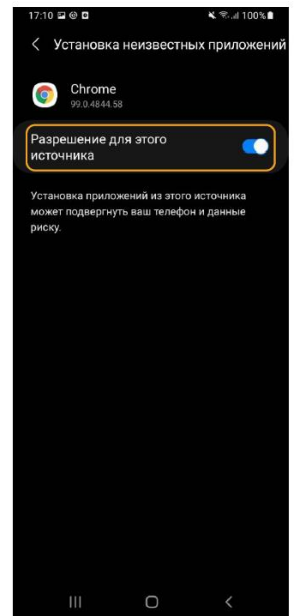 17:10 100%
Установка неизвестных приложений
Chrome
99.0.4844.58
Разрешение для этого
источника
Установка приложений из этого источника
может подвергнуть ваш телефон и данные
риску.